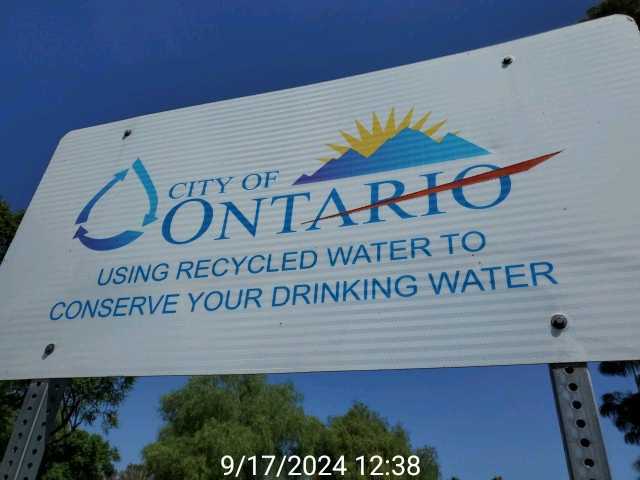 CITY OF
ONTARIO
USING RECYCLED WATER TO
CONSERVE YOUR DRINKING WATER
9/17/2024 12:38